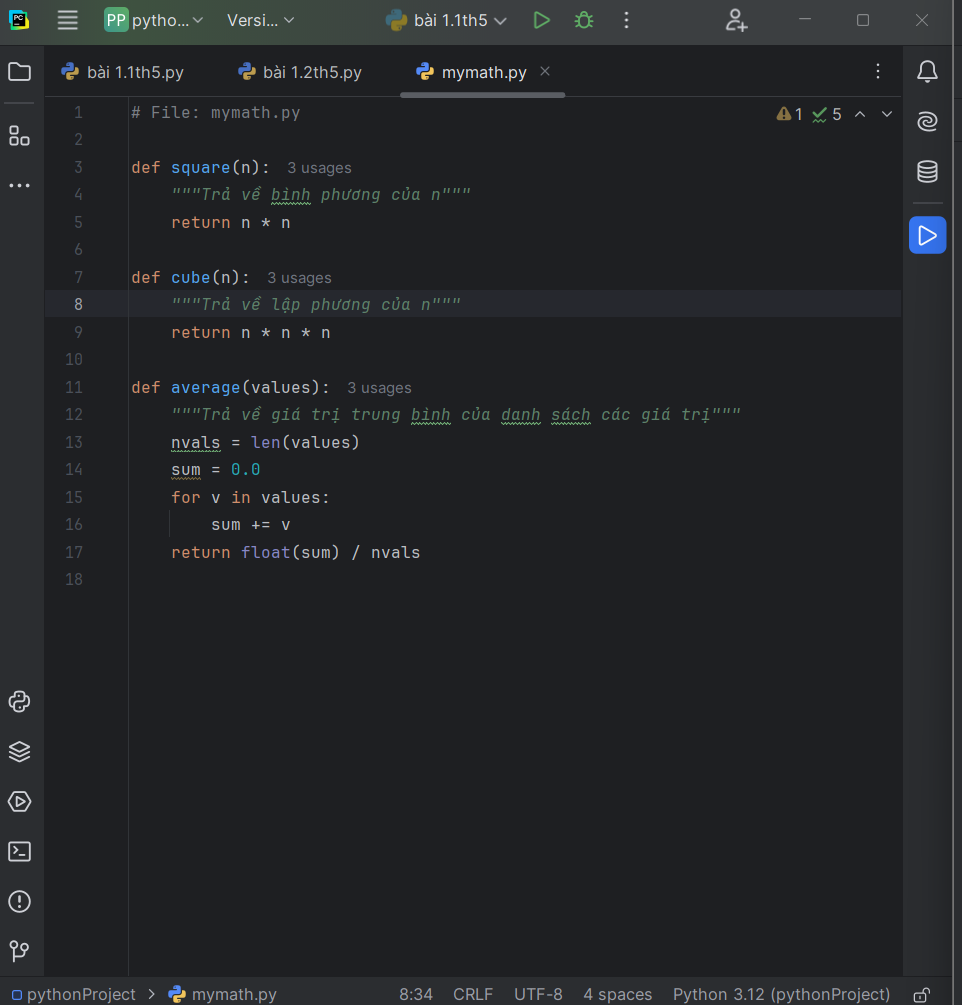 PC
PP pytho... Versi... bài 1.1th5
bài 1.1th5.py bài 1.2th5.py mymath.py
1 # File: mymath.py 1 5
2
3 def square(n): 3 usages
4 """Trả về bình phương của n"""
5 return n * n
6
7 def cube(n): 3 usages
8 """Trả về lập phương của n"""
9 return n * n * n
10
11 def average(values): 3 usages
12 """Trả về giá trị trung bình của danh sách các giá trị"""
13 nvals = len(values)
14 sum = 0.0
15 for v in values:
16 sum += v
17 return float(sum) / nvals
18
pythonProject > mymath.py 8:34 CRLF UTF-8 4 spaces Python 3.12 (pythonProject)